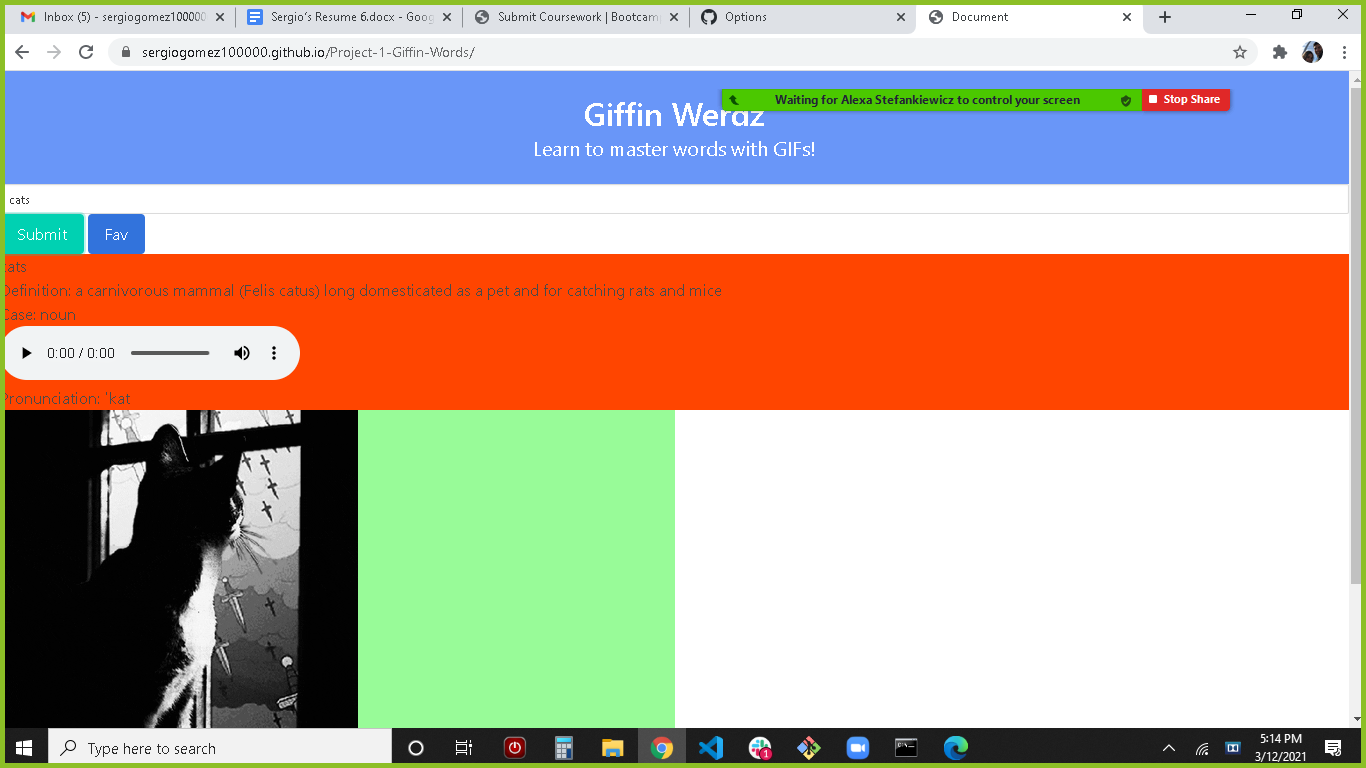 Inbox (5) - sergiogomez100000
Sergio's Resume 6.docx - Goog
Submit Coursework | Bootcam
Options
Document
sergiogomez100000.github.io/Project-1-Giffin-Words/
Waiting for Alexa Stefankiewicz to control your screen
Stop Share
Giffin Werdz
Learn to master words with GIFs!
cats
Submit
Fav
cats
Definition: a carnivorous mammal (Felis catus) long domesticated as a pet and for catching rats and mice
Case: noun
0:00 / 0:00
Pronunciation: 'kat
Type here to search
1
5:14 PM
3/12/2021